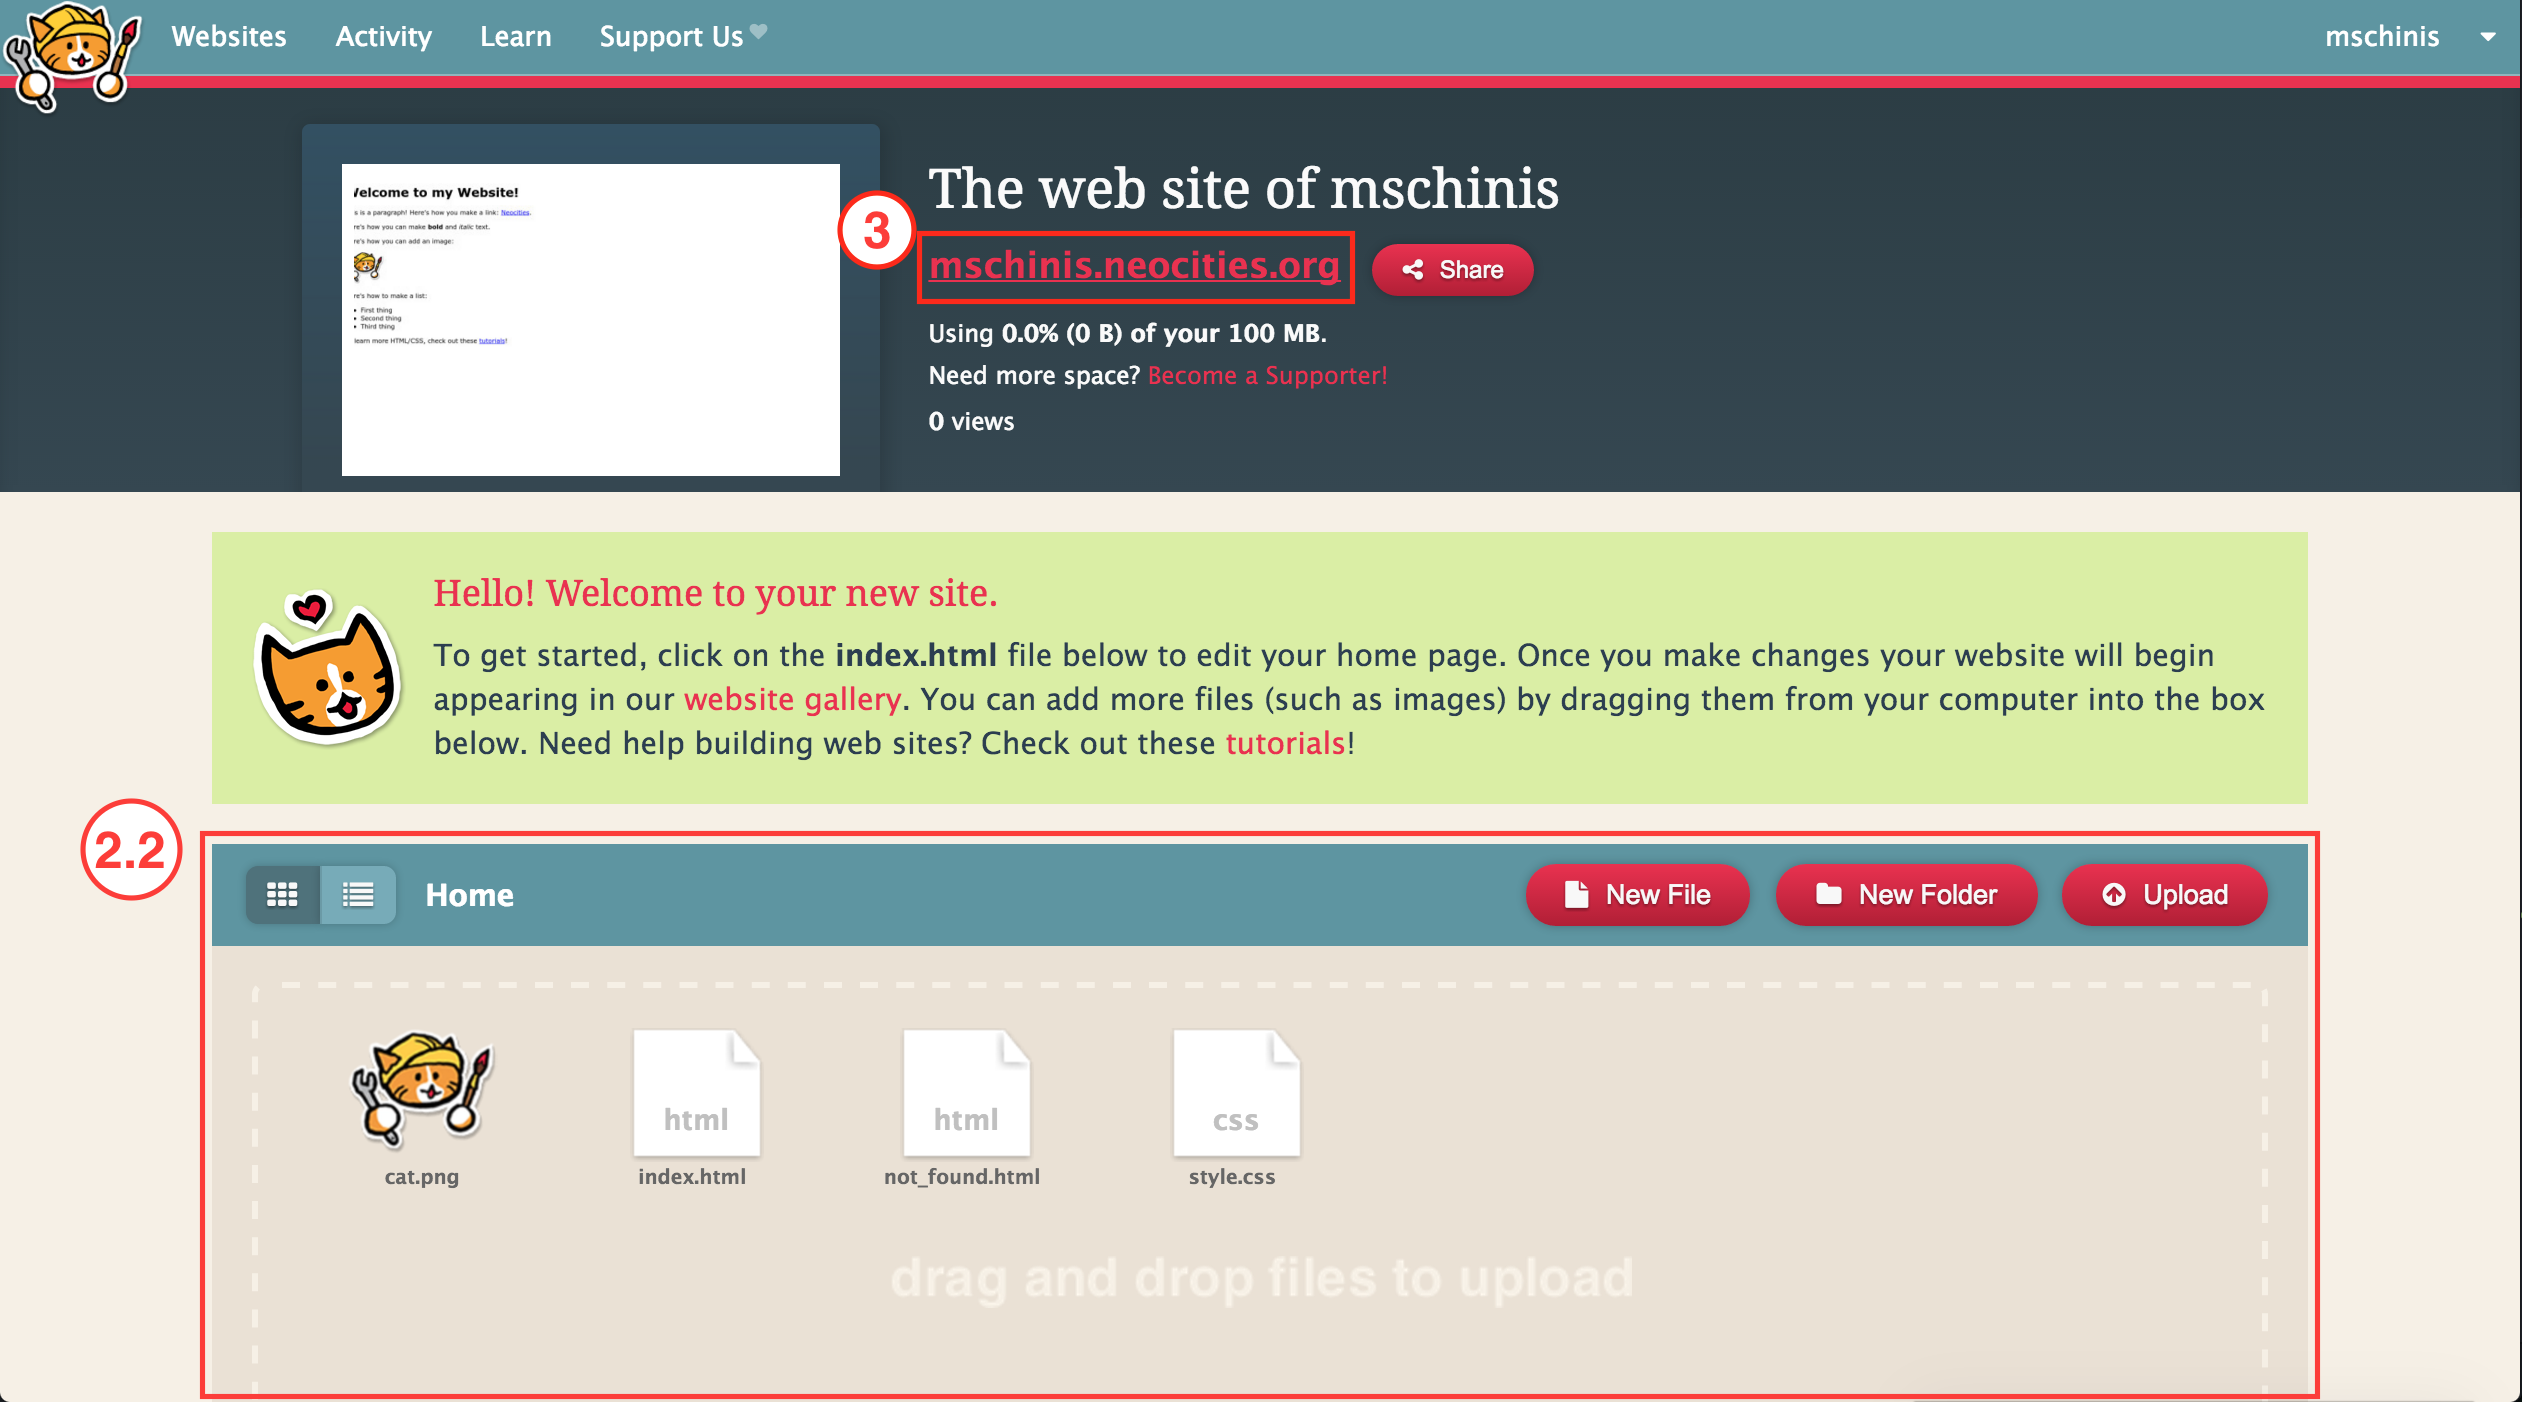 Websites Activity Learn Support Us mschinis
The web site of mschinis
3
mschinis.neocities.org Share
Using 0.0% (0 B) of your 100 MB.
Need more space? Become a Supporter!
0 views
elcome to my Website!
s is a paragraph! Here's how you make a link: Neocities.
re's how you can make bold and italic text.
re's how you can add an image:
re's how to make a list:
First thing
Second thing
Third thing
learn more HTML/CSS, check out these tutorials!
Hello! Welcome to your new site.
To get started, click on the index.html file below to edit your home page. Once you make changes your website will begin
appearing in our website gallery. You can add more files (such as images) by dragging them from your computer into the box
below. Need help building web sites? Check out these tutorials!
2.2
Home New File New Folder Upload
html html css
cat.png index.html not_found.html style.css
drag and drop files to upload